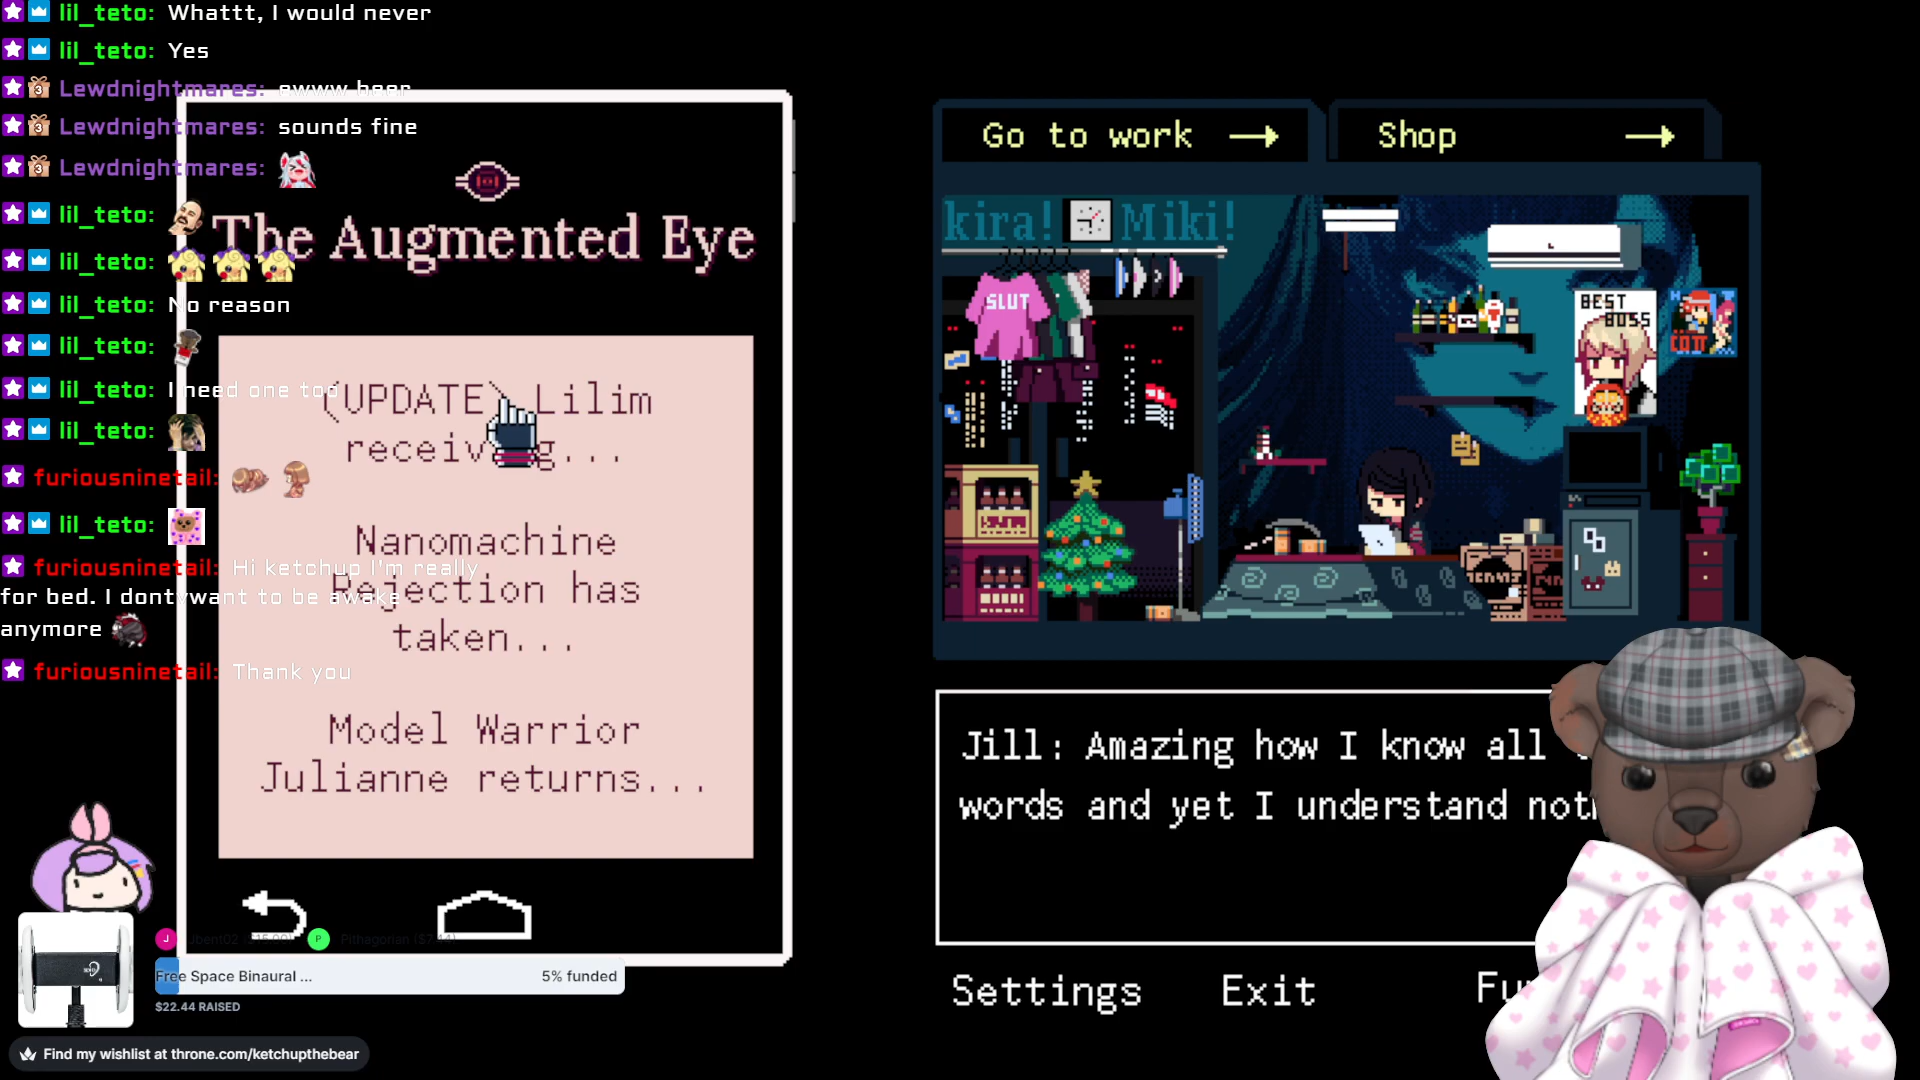 lil_teto: Whattt, I would never
lil_teto: Yes
Lewdnightmares: ewww beer
Lewdnightmares: sounds fine
Lewdnightmares:
lil_teto:
lil_teto:
lil_teto: No reason
lil_teto:
lil_teto: I need one too
lil_teto:
furiousninetail:
lil_teto:
furiousninetail: Hi ketchup I'm really
for bed. I dont want to be awake
anymore
furiousninetail: Thank you
The Augmented Eye
(UPDATE) Lilim
Nanomachine
Rejection has
taken...
Model Warrior
Julianne returns...
Free Space Binaural ...
5% funded
$22.44 RAISED
Find my wishlist at throne.com/ketchupthebear
Go to work
Shop
kira! Miki!
SLUT
BEST
BOSS
Jill: Amazing how I know all
words and yet I understand
Settings
Exit